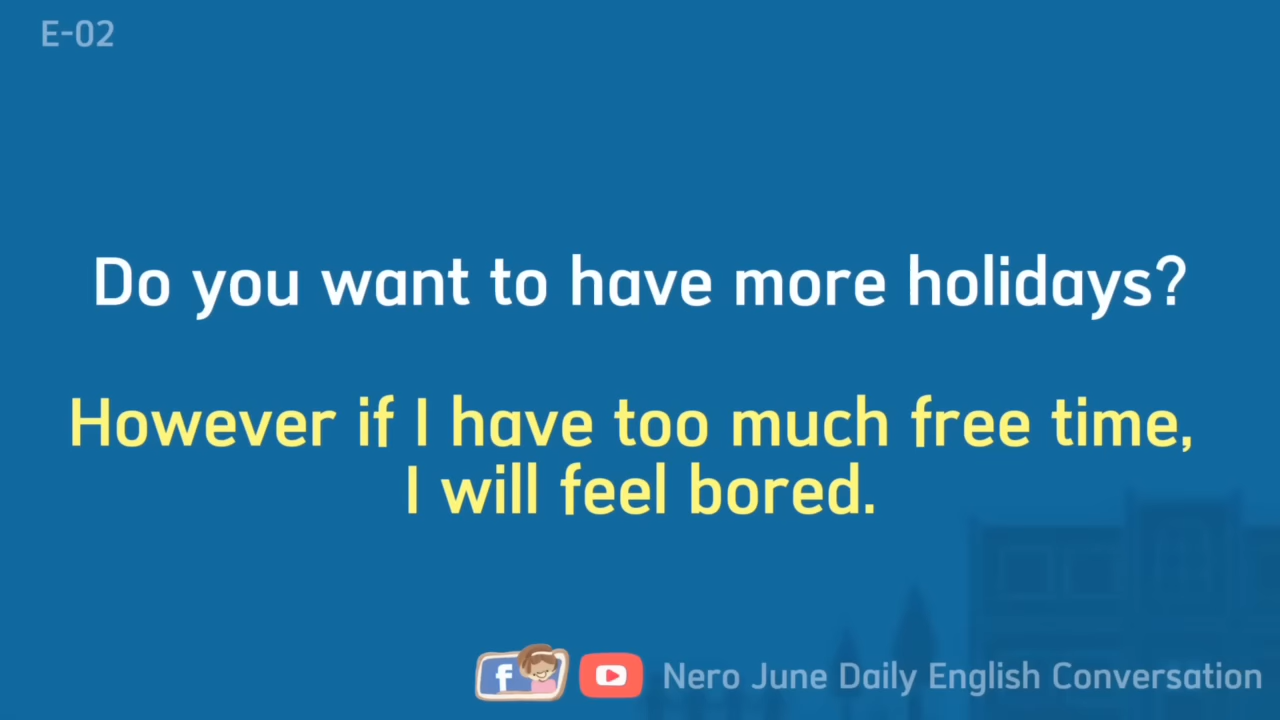 E-02
Do you want to have more holidays?
However if I have too much free time,
I will feel bored.
f
Nero June Daily English Conversation